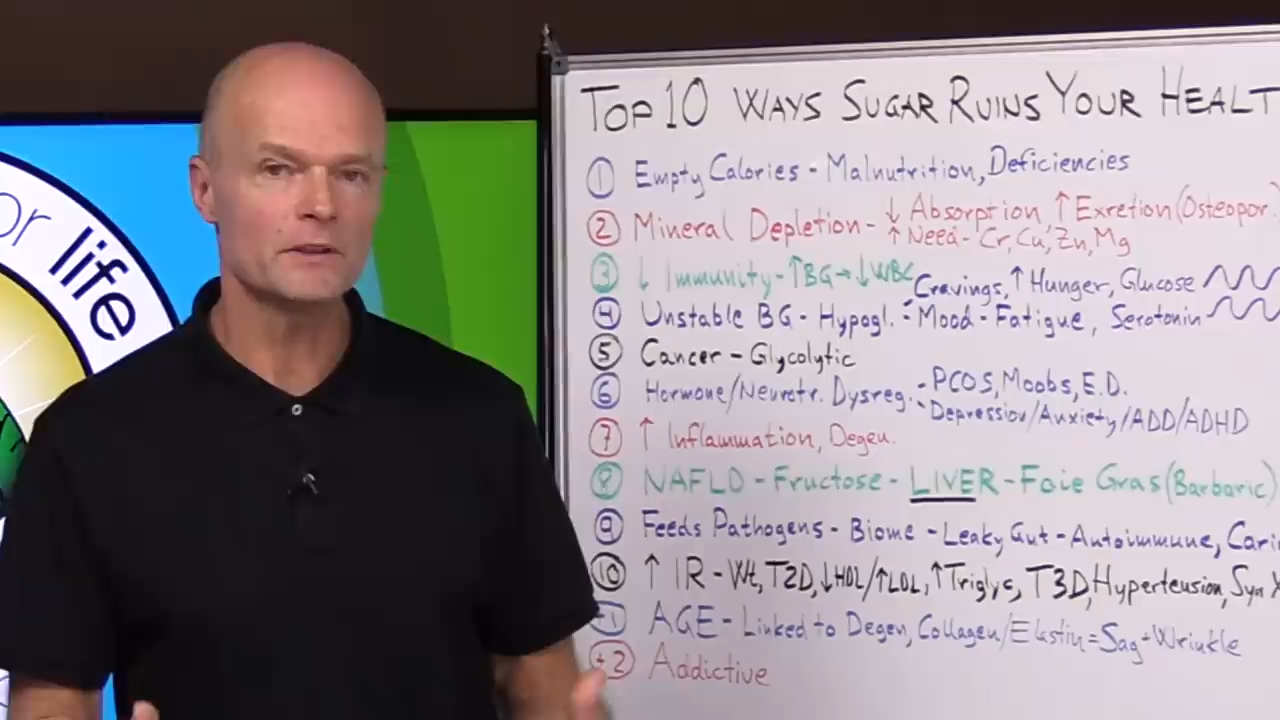 or life
TOP 10 WAYS SUGAR RUINS YOUR HEALT
① Empty Calories - Malnutrition, Deficiencies
② Mineral Depletion - ↓ Absorption ↑ Exretion (Osteopor.)
↑ Need - Cr, Cu, Zn, Mg
③ ↓ Immunity - ↑BG→↓WBC
- Cravings, ↑ Hunger, Glucose
④ Unstable BG - Hypogl. - Mood - Fatigue, Serotonin
⑤ Cancer - Glycolytic
⑥ Hormone/Neurotr. Dysreg. - PCOS, Moobs, E.D.
- Depression/Anxiety/ADD/ADHD
⑦ ↑ Inflammation, Degen.
⑧ NAFLD - Fructose - LIVER - Foie Gras (Barbaric)
⑨ Feeds Pathogens - Biome - Leaky Gut - Autoimmune, Cari
⑩ ↑ IR - Wt, T2D, ↓HDL/↑LDL, ↑Triglys, T3D, Hypertension, Syn X
+1 AGE - Linked to Degen, Collagen/Elastin = Sag + Wrinkle
+2 Addictive